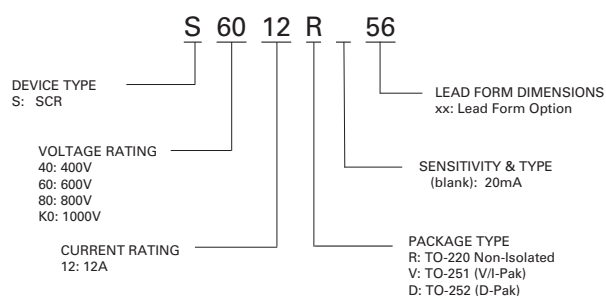 S 60 12 R 56
DEVICE TYPE
S: SCR
VOLTAGE RATING
40: 400V
60: 600V
80: 800V
K0: 1000V
CURRENT RATING
12: 12A
LEAD FORM DIMENSIONS
xx: Lead Form Option
SENSITIVITY & TYPE
(blank): 20mA
PACKAGE TYPE
R: TO-220 Non-Isolated
V: TO-251 (V/I-Pak)
D: TO-252 (D-Pak)